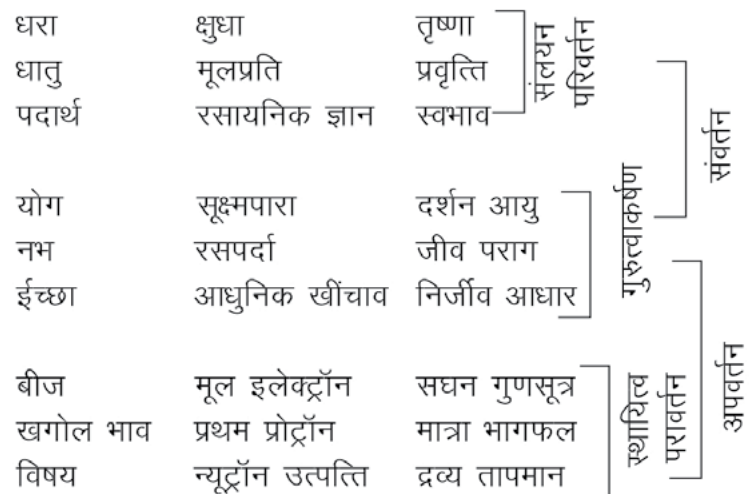 धरा क्षुधा तृष्णा
धातु मूलप्रति प्रवृत्ति
पदार्थ रसायनिक ज्ञान स्वभाव
संलयन
परिवर्तन
योग सूक्ष्मपारा दर्शन आयु
नभ रसपर्दा जीव पराग
ईच्छा आधुनिक खींचाव निर्जीव आधार
गुरुत्वाकर्षण
संवर्तन
बीज मूल इलेक्ट्रॉन सघन गुणसूत्र
खगोल भाव प्रथम प्रोट्रॉन मात्रा भागफल
विषय न्यूट्रॉन उत्पत्ति द्रव्य तापमान
स्थायित्व
परावर्तन
अपवर्तन